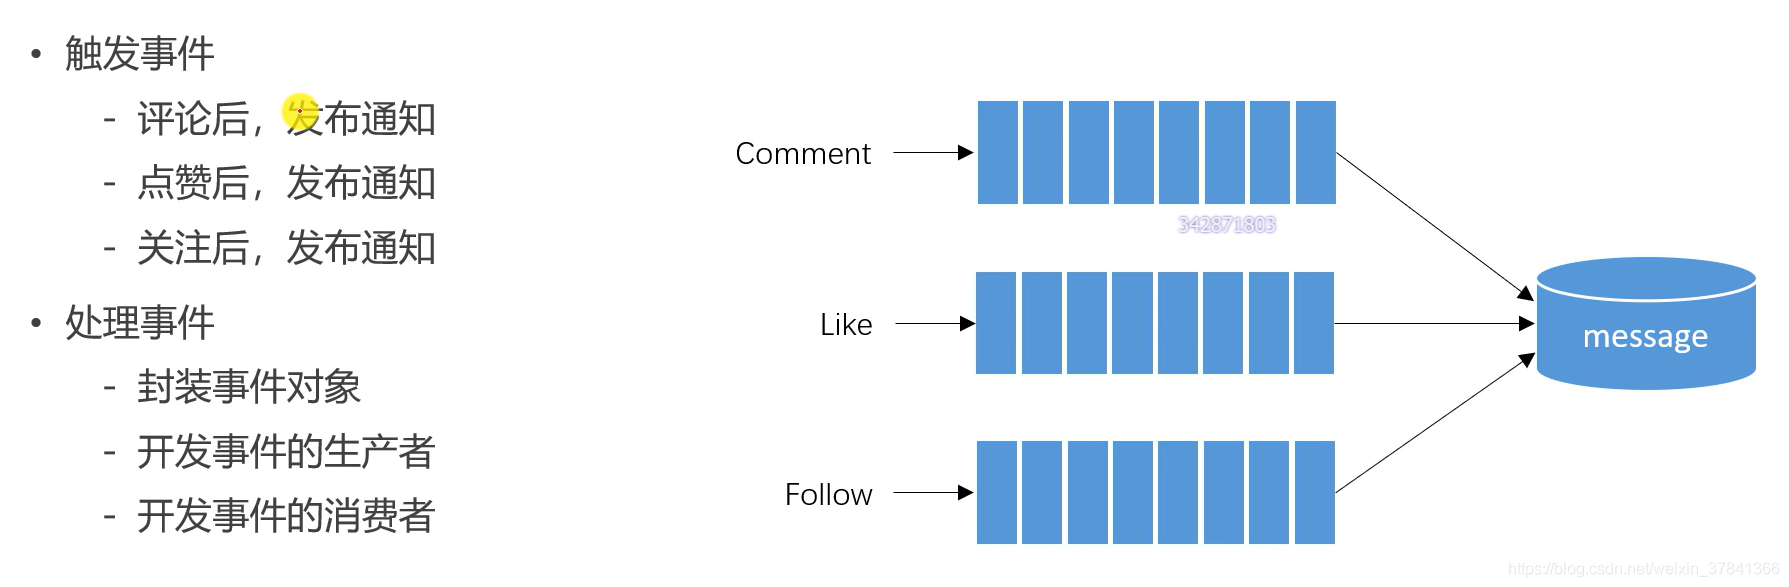 • 触发事件
- 评论后，发布通知
- 点赞后，发布通知
- 关注后，发布通知
• 处理事件
- 封装事件对象
- 开发事件的生产者
- 开发事件的消费者
Comment
342871803
Like
message
Follow
https://blog.csdn.net/weixin_37841366